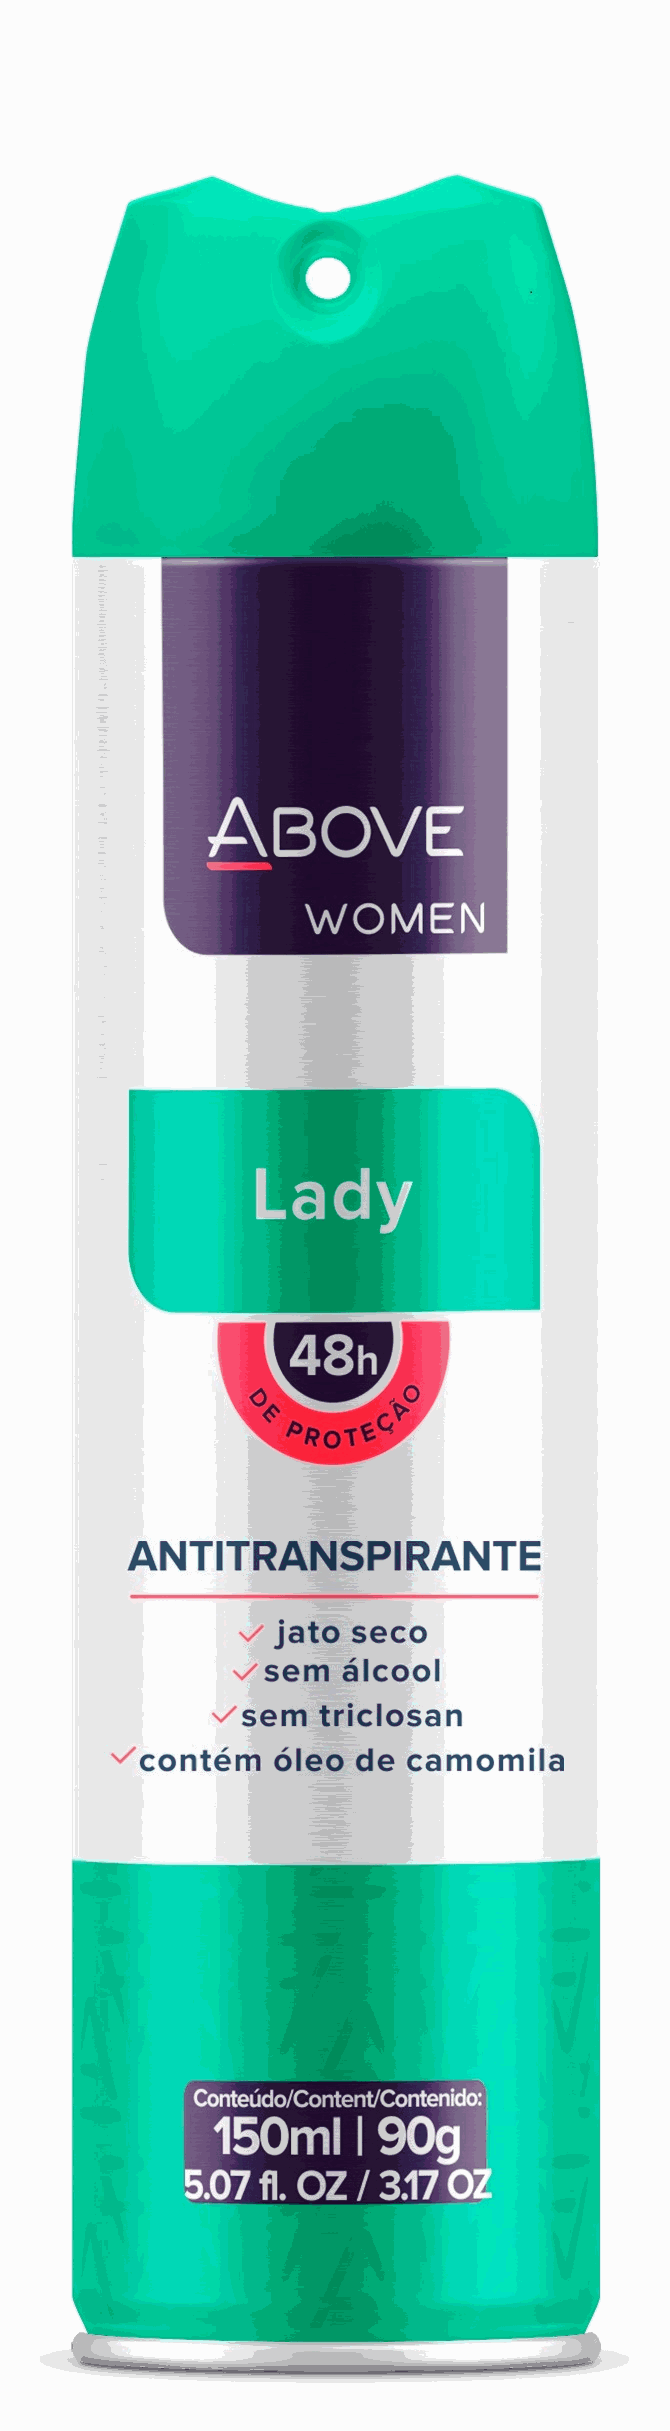 ABOVE
WOMEN
Lady
48h
DE PROTEÇÃO
ANTITRANSPIRANTE
jato seco
sem álcool
sem triclosan
contém óleo de camomila
Conteúdo/Content/Contenido:
150ml | 90g
5.07 fl. OZ / 3.17 OZ